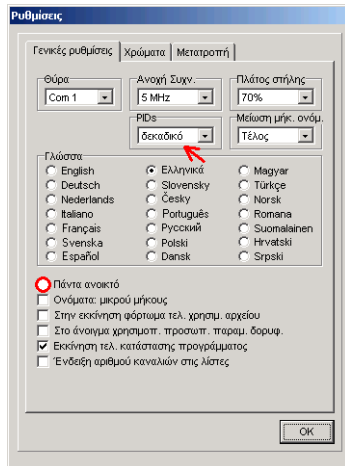 Ρυθμίσεις
Γενικές ρυθμίσεις Χρώματα Μετατροπή
Θύρα Ανοχή Συχν. Πλάτος στήλης
Com 1 5 MHz 70%
PIDs Μείωση μήκ. ονόμ.
δεκαδικό Τέλος
Γλώσσα
English Ελληνικά Magyar
Deutsch Slovensky Türkçe
Nederlands Česky Norsk
Italiano Português Romana
Français Русский Suomalainen
Svenska Polski Hrvatski
Español Dansk Srpski
Πάντα ανοικτό
Ονόματα: μικρού μήκους
Στην εκκίνηση φόρτωμα τελ. χρησιμ. αρχείου
Στο άνοιγμα χρησιμοπ. προσωπ. παραμ. δορυφ.
Εκκίνηση τελ. κατάστασης προγράμματος
Ένδειξη αριθμού καναλιών στις λίστες
OK